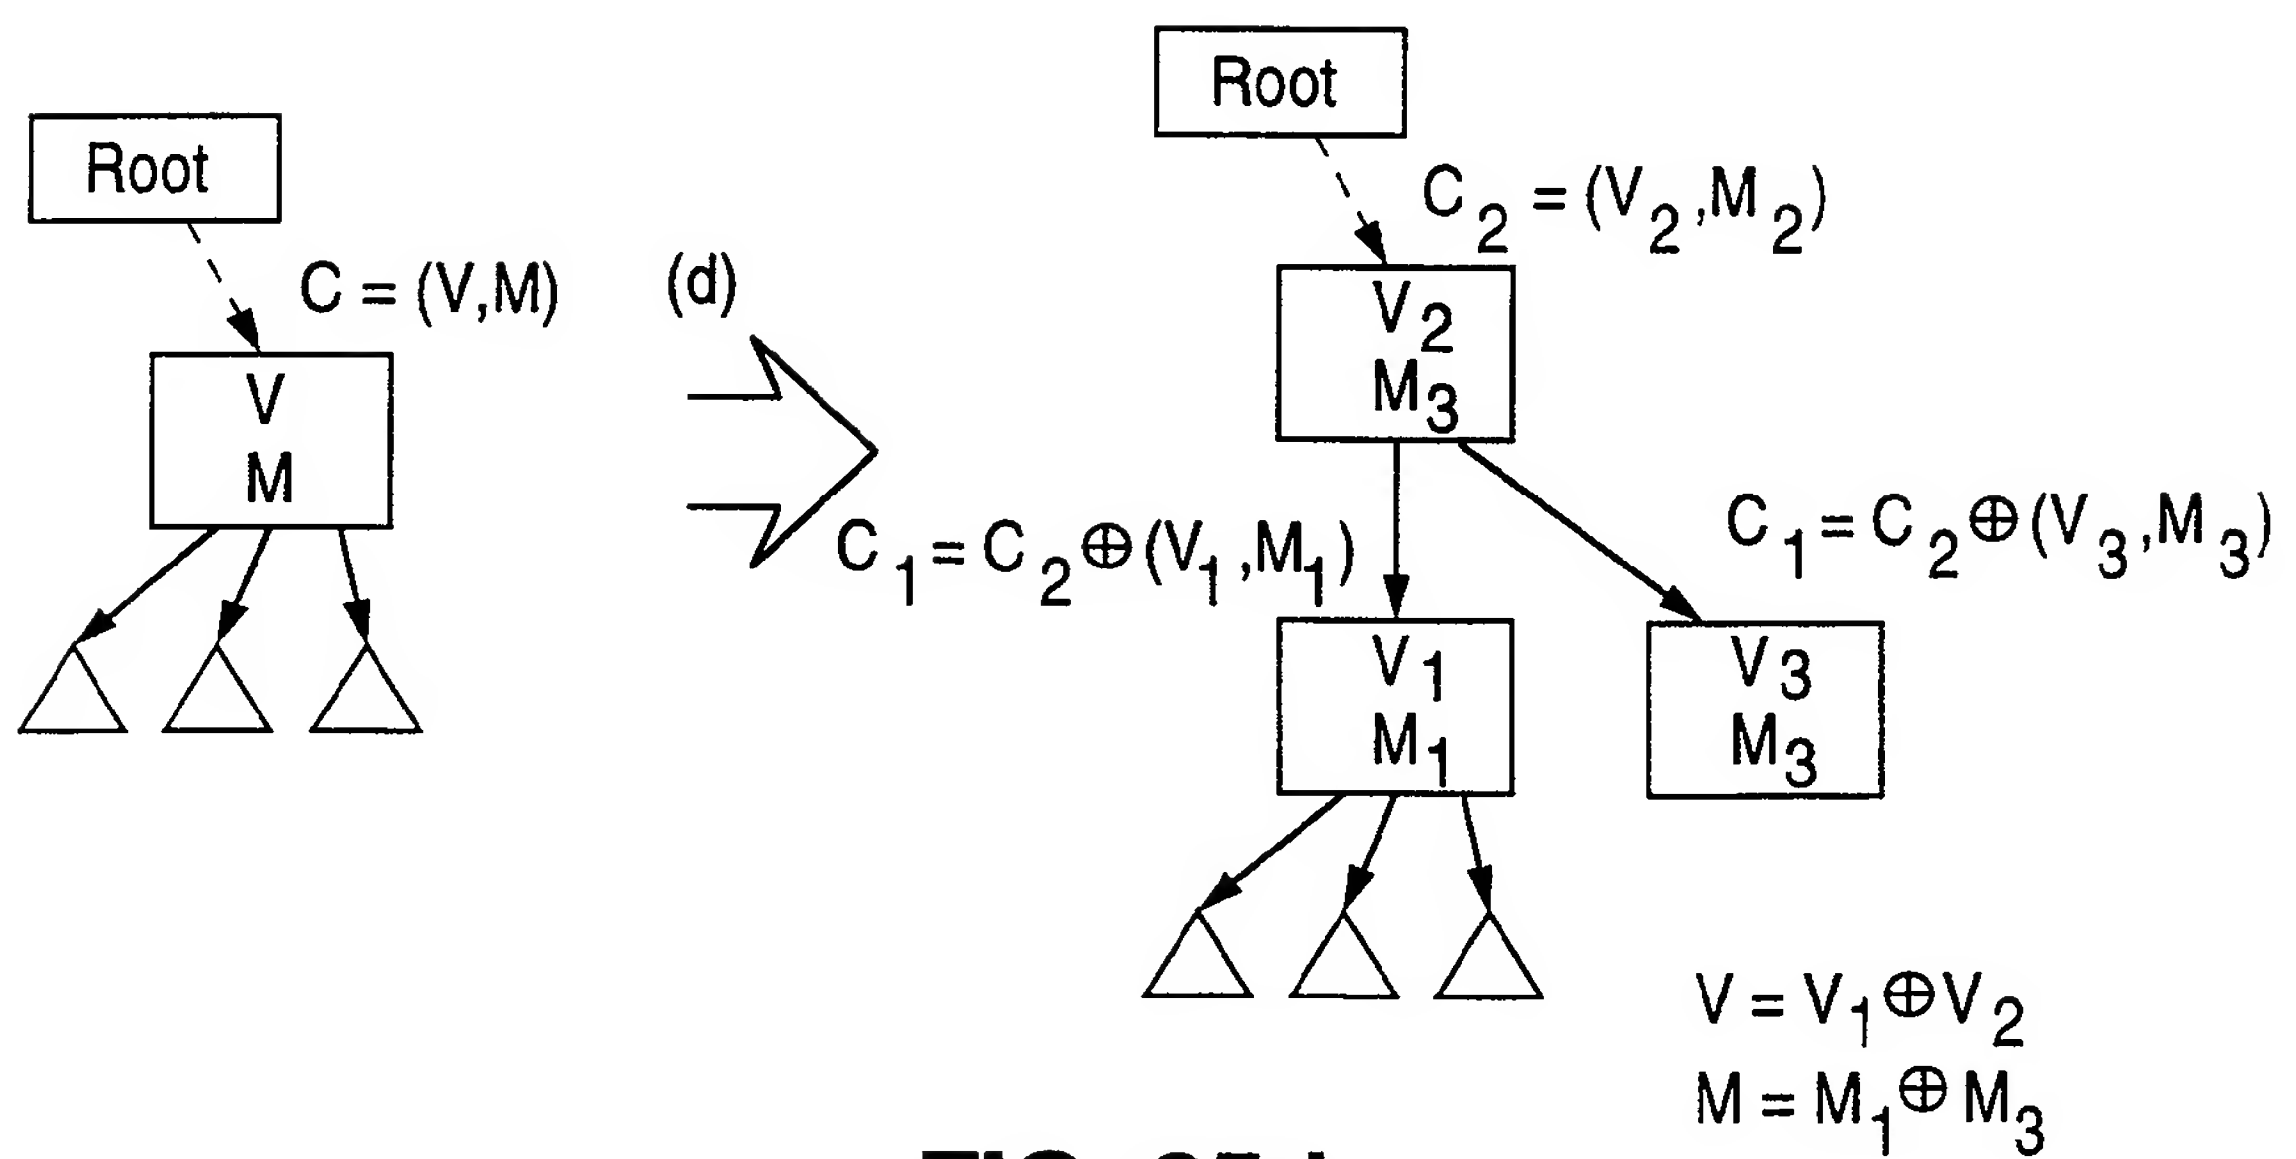 Root
C = (V,M)
V
M
(d)
Root
C₂ = (V₂,M₂)
V₂
M₃
C₁ = C₂⊕(V₁,M₁)
C₁ = C₂⊕(V₃,M₃)
V₁
M₁
V₃
M₃
V = V₁⊕V₂
M = M₁⊕M₃